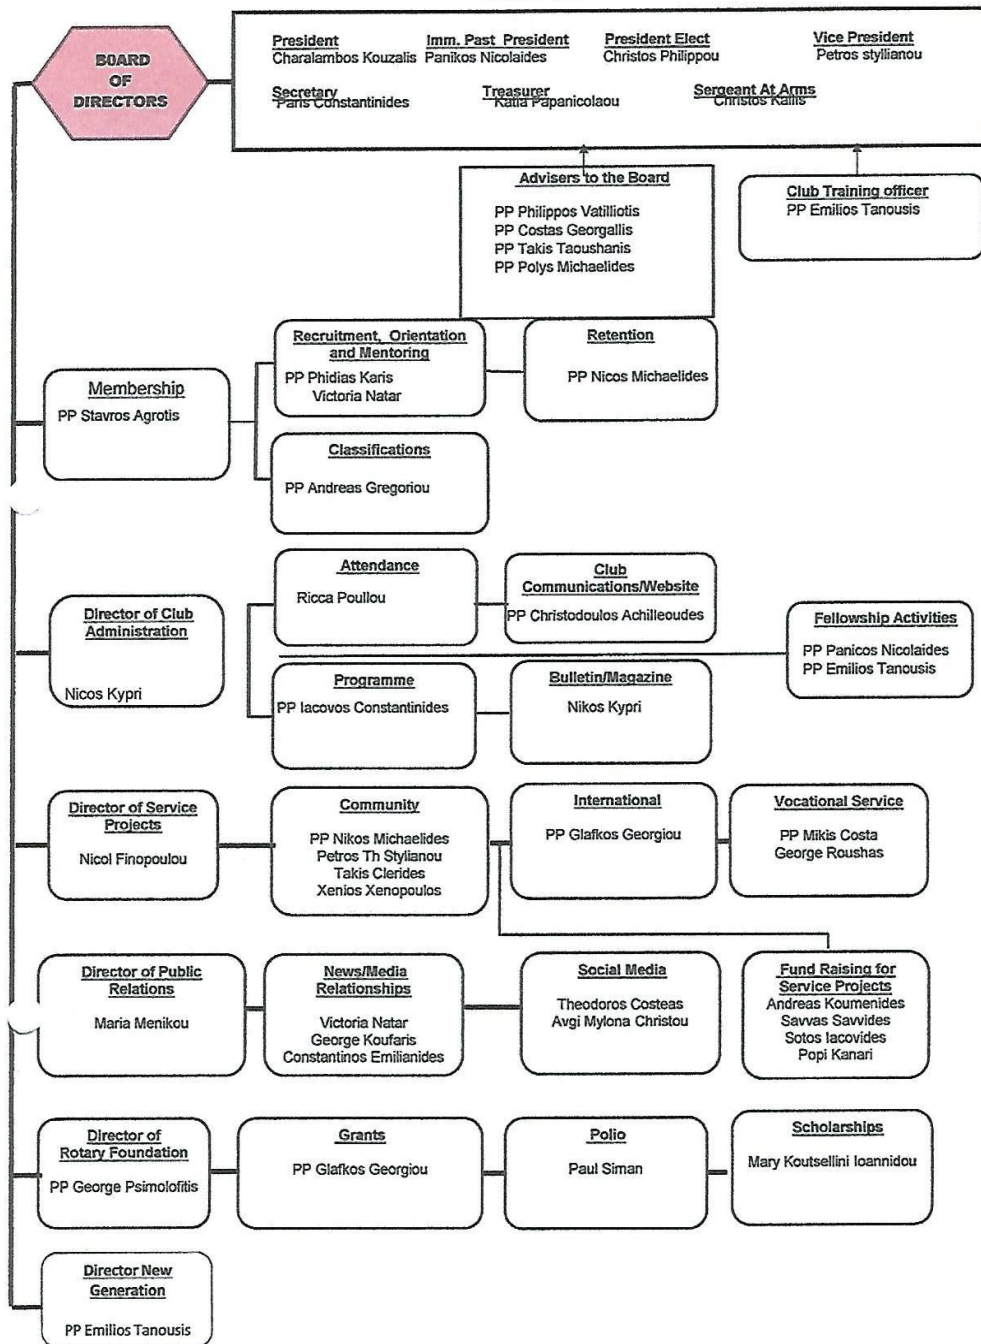 BOARD
OF
DIRECTORS
President
Charalambos Kouzalis
Imm. Past President
Panikos Nicolaides
President Elect
Christos Philippou
Vice President
Petros styllianou
Secretary
Paris Constantinides
Treasurer
Katia Papanicolaou
Sergeant At Arms
Christos Kallis
Advisers to the Board
PP Philippos Vatilliotis
PP Costas Georgallis
PP Takis Taoushanis
PP Polys Michaelides
Club Training officer
PP Emilios Tanousis
Membership
PP Stavros Agrotis
Recruitment, Orientation
and Mentoring
PP Phidias Karis
Victoria Natar
Retention
PP Nicos Michaelides
Classifications
PP Andreas Gregoriou
Director of Club
Administration
Nicos Kypri
Attendance
Ricca Poullou
Club
Communications/Website
PP Christodoulos Achilleoudes
Fellowship Activities
PP Panicos Nicolaides
PP Emilios Tanousis
Programme
PP Iacovos Constantinides
Bulletin/Magazine
Nikos Kypri
Director of Service
Projects
Nicol Finopoulou
Community
PP Nikos Michaelides
Petros Th Stylianou
Takis Clerides
Xenios Xenopoulos
International
PP Glafkos Georgiou
Vocational Service
PP Mikis Costa
George Roushas
Director of Public
Relations
Maria Menikou
News/Media
Relationships
Victoria Natar
George Koufaris
Constantinos Emilianides
Social Media
Theodoros Costeas
Avgi Mylona Christou
Fund Raising for
Service Projects
Andreas Koumenides
Savvas Savvides
Sotos Iacovides
Popi Kanari
Director of
Rotary Foundation
PP George Psimolofitis
Grants
PP Glafkos Georgiou
Polio
Paul Siman
Scholarships
Mary Koutsellini Ioannidou
Director New
Generation
PP Emilios Tanousis